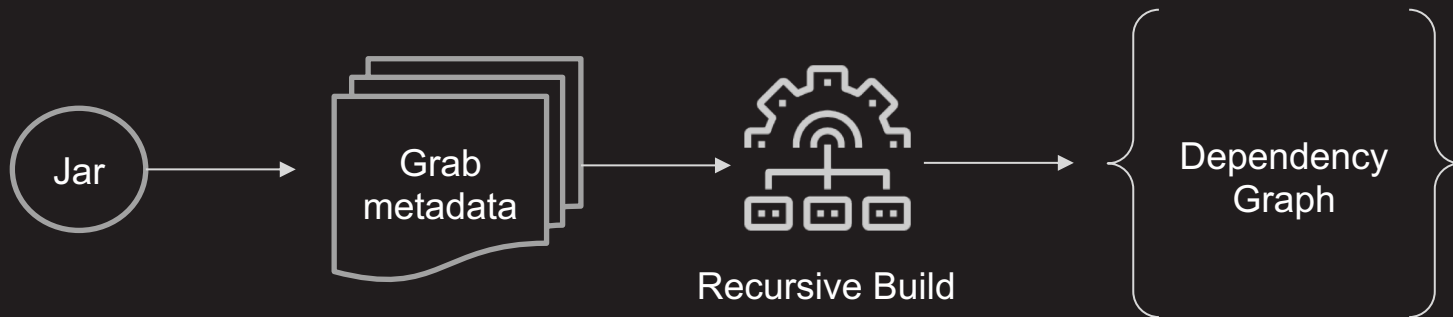 Jar
Grab
metadata
Recursive Build
Dependency
Graph